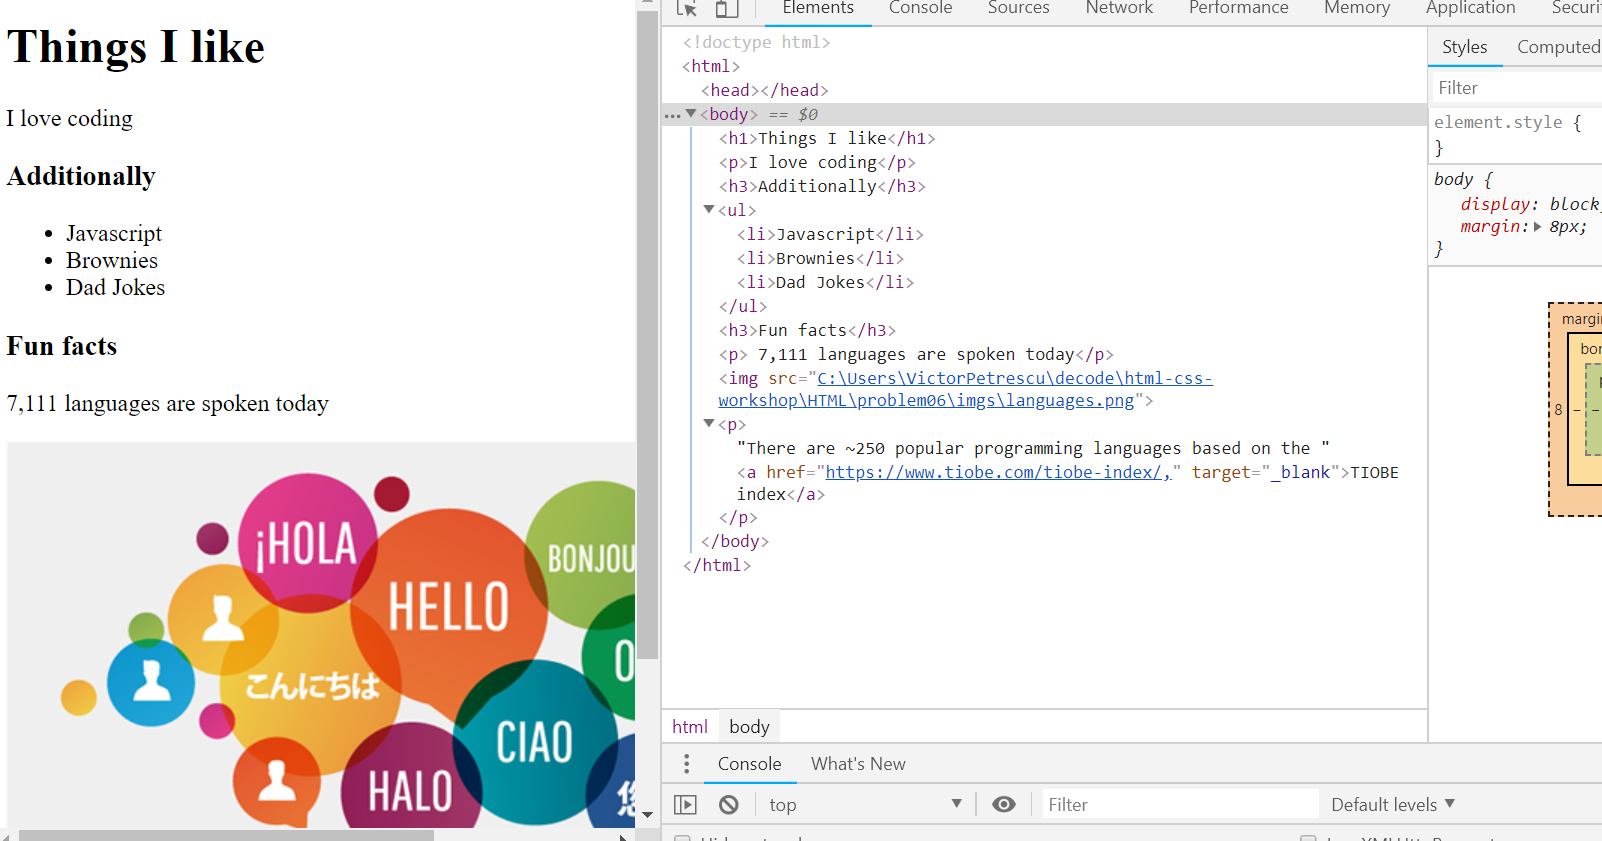 Things I like
I love coding
Additionally
Javascript
Brownies
Dad Jokes
Fun facts
7,111 languages are spoken today
¡HOLA
HELLO
BONJOU
こんにちは
CIAO
HALO
Elements Console Sources Network Performance Memory Application Securi
<!doctype html>
<html>
<head></head>
… <body> == $0
<h1>Things I like</h1>
<p>I love coding</p>
<h3>Additionally</h3>
<ul>
<li>Javascript</li>
<li>Brownies</li>
<li>Dad Jokes</li>
</ul>
<h3>Fun facts</h3>
<p> 7,111 languages are spoken today</p>
<img src="C:\Users\VictorPetrescu\decode\html-css-
workshop\HTML\problem06\imgs\languages.png">
<p>
"There are ~250 popular programming languages based on the "
<a href="https://www.tiobe.com/tiobe-index/," target="_blank">TIOBE
index</a>
</p>
</body>
</html>
html body
Styles Computed
Filter
element.style {
}
body {
display: block;
margin: 8px;
}
margi
bor
8 – –
Console What's New
top Filter Default levels